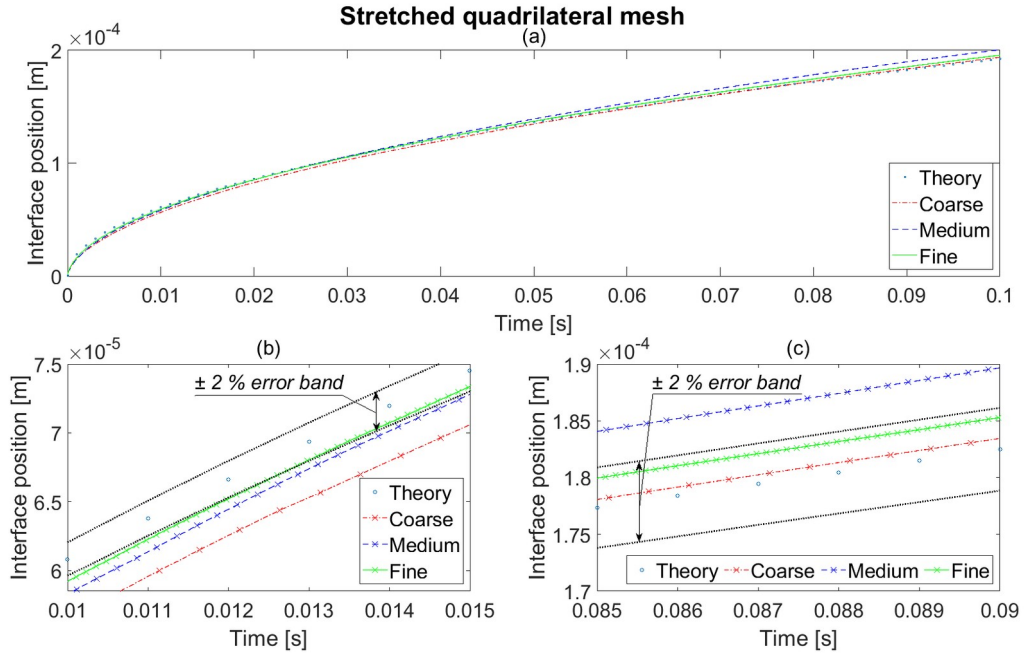 Stretched quadrilateral mesh
(a)
×10-4
2
1
0
Interface position [m]
Theory
Coarse
Medium
Fine
0 0.01 0.02 0.03 0.04 0.05 0.06 0.07 0.08 0.09 0.1
Time [s]
(b)
×10-5
7.5
7
6.5
6
Interface position [m]
± 2 % error band
Theory
Coarse
Medium
Fine
0.01 0.011 0.012 0.013 0.014 0.015
Time [s]
(c)
×10-4
1.9
1.85
1.8
1.75
1.7
Interface position [m]
± 2 % error band
Theory Coarse Medium Fine
0.085 0.086 0.087 0.088 0.089 0.09
Time [s]